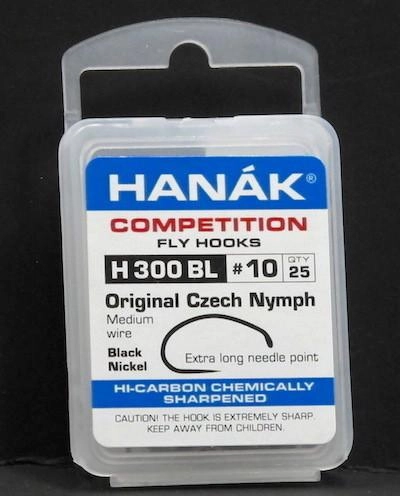 HANÁK®
COMPETITION
FLY HOOKS
H 300 BL #10 QTY 25
Original Czech Nymph
Medium
wire
Black
Nickel
Extra long needle point
HI-CARBON CHEMICALLY
SHARPENED
CAUTION! THE HOOK IS EXTREMELY SHARP.
KEEP AWAY FROM CHILDREN.